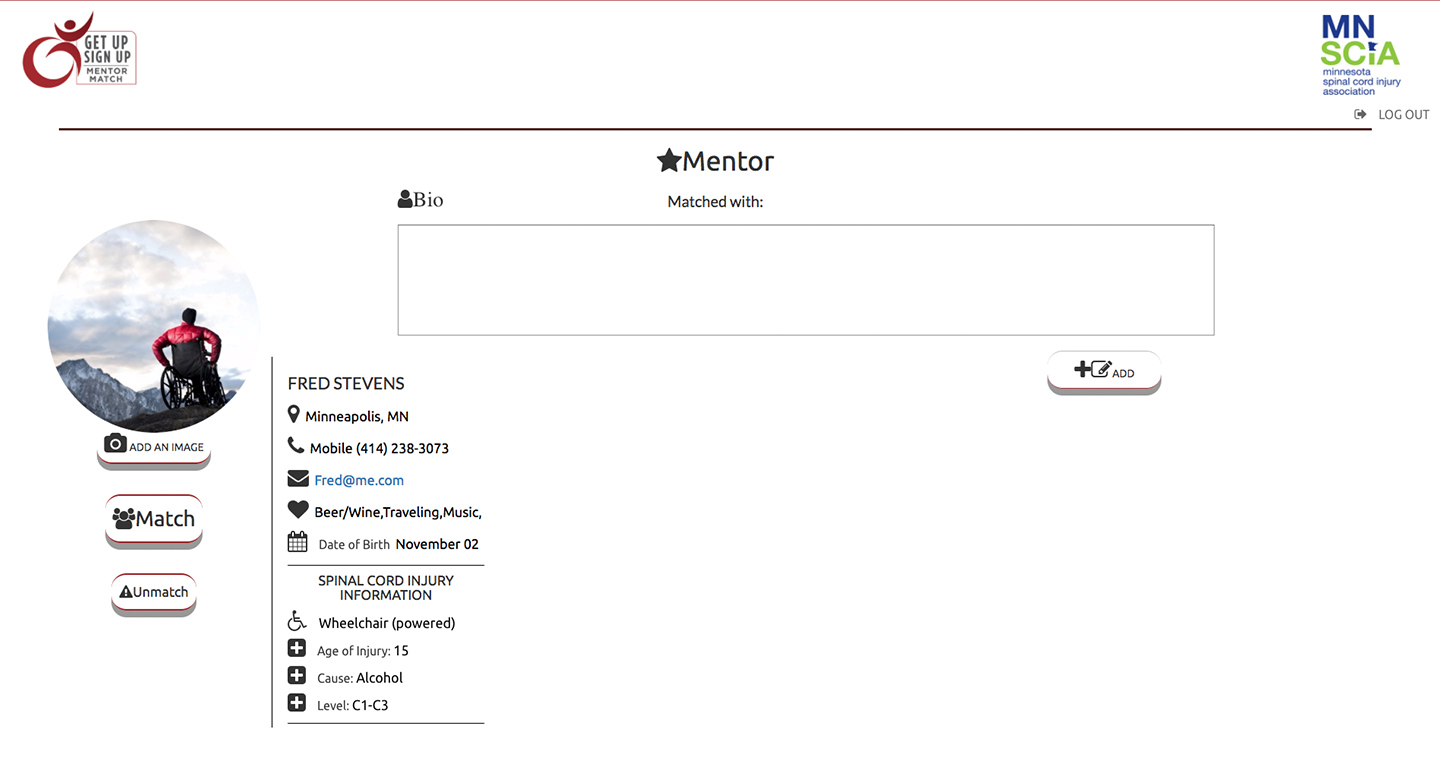 GET UP
SIGN UP
MENTOR
MATCH
MN
SCiA
minnesota
spinal cord injury
association
LOG OUT
Mentor
Bio
Matched with:
ADD
ADD AN IMAGE
Match
Unmatch
FRED STEVENS
Minneapolis, MN
Mobile (414) 238-3073
Fred@me.com
Beer/Wine,Traveling,Music,
Date of Birth November 02
SPINAL CORD INJURY
INFORMATION
Wheelchair (powered)
Age of Injury: 15
Cause: Alcohol
Level: C1-C3